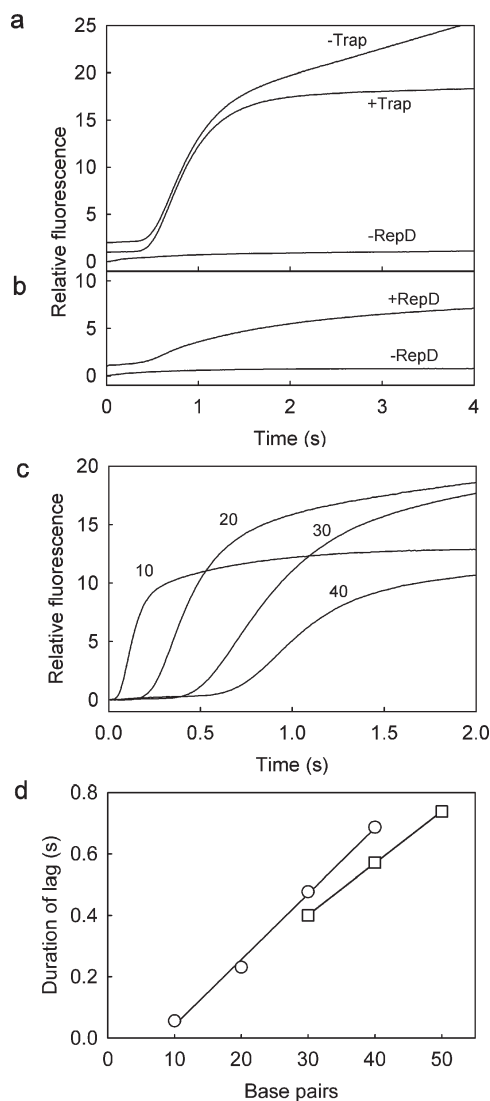 a
25
20
15
10
5
0
Relative fluorescence
-Trap
+Trap
-RepD
b
10
5
0
+RepD
-RepD
0 1 2 3 4
Time (s)
c
20
15
10
5
0
Relative fluorescence
10
20
30
40
0.0 0.5 1.0 1.5 2.0
Time (s)
d
0.8
0.6
0.4
0.2
0.0
Duration of lag (s)
0 10 20 30 40 50
Base pairs